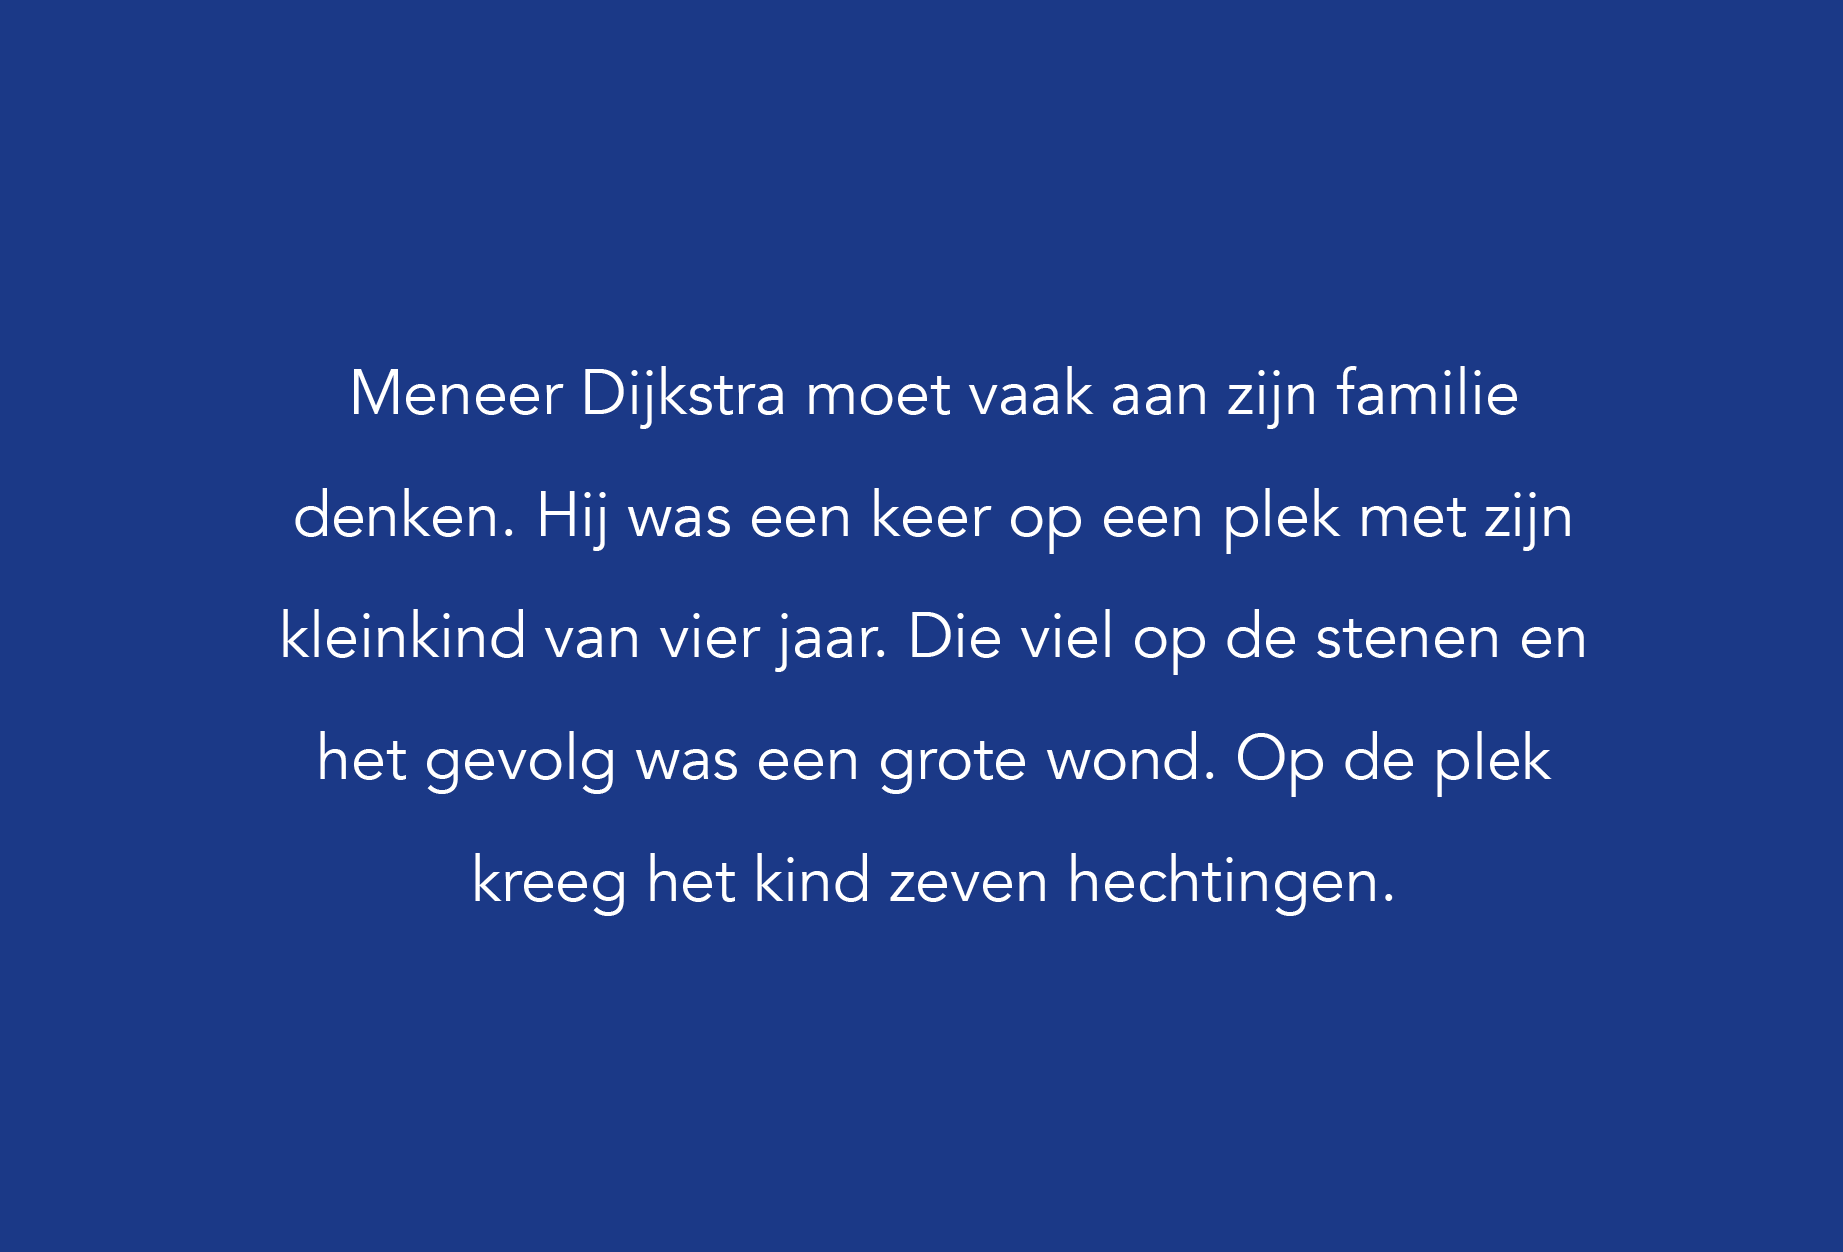 Meneer Dijkstra moet vaak aan zijn familie
denken. Hij was een keer op een plek met zijn
kleinkind van vier jaar. Die viel op de stenen en
het gevolg was een grote wond. Op de plek
kreeg het kind zeven hechtingen.